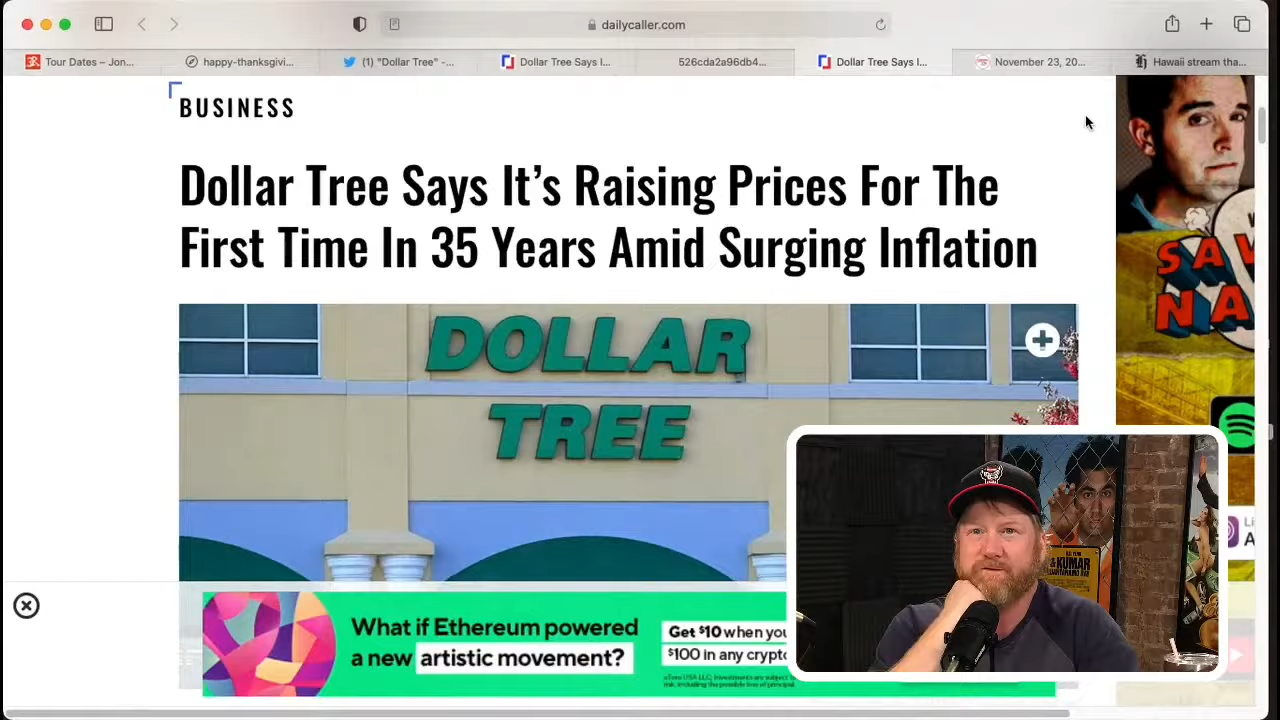 dailycaller.com
Tour Dates – Jon...
happy-thanksgivi...
(1) "Dollar Tree" -...
Dollar Tree Says I...
526cda2a96db4...
Dollar Tree Says I...
November 23, 20...
Hawaii stream tha...
BUSINESS
Dollar Tree Says It’s Raising Prices For The
First Time In 35 Years Amid Surging Inflation
DOLLAR
TREE
What if Ethereum powered
a new artistic movement?
Get $10 when you
$100 in any crypto
& KUMAR